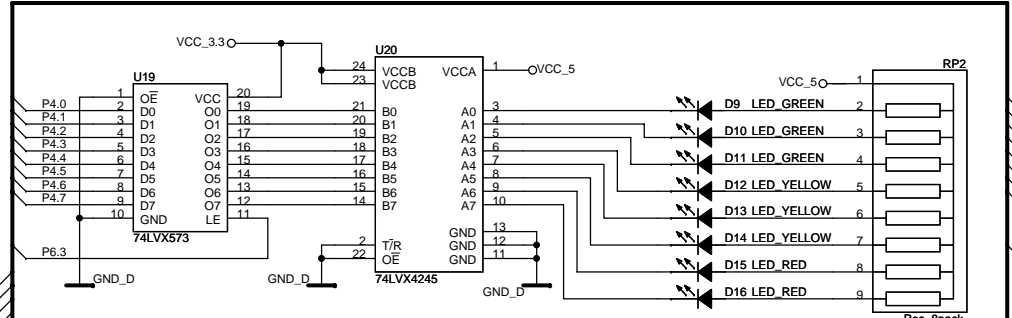 VCC_3.3
U20
U19
24 VCCB VCCA 1 VCC_5
23 VCCB
RP2
VCC_5 1
1 OE VCC 20
P4.0 2 D0 O0 19 21 B0 A0 3 D9 LED_GREEN 2
P4.1 3 D1 O1 18 20 B1 A1 4 D10 LED_GREEN 3
P4.2 4 D2 O2 17 19 B2 A2 5 D11 LED_GREEN 4
P4.3 5 D3 O3 16 18 B3 A3 6 D12 LED_YELLOW 5
P4.4 6 D4 O4 15 17 B4 A4 7 D13 LED_YELLOW 6
P4.5 7 D5 O5 14 16 B5 A5 8 D14 LED_YELLOW 7
P4.6 8 D6 O6 13 15 B6 A6 9 D15 LED_RED 8
P4.7 9 D7 O7 12 14 B7 A7 10 D16 LED_RED 9
10 GND LE 11
74LVX573
GND 13
2 T/R GND 12
22 OE GND 11
P6.3
74LVX4245
GND_D GND_D GND_D
Res_8pack